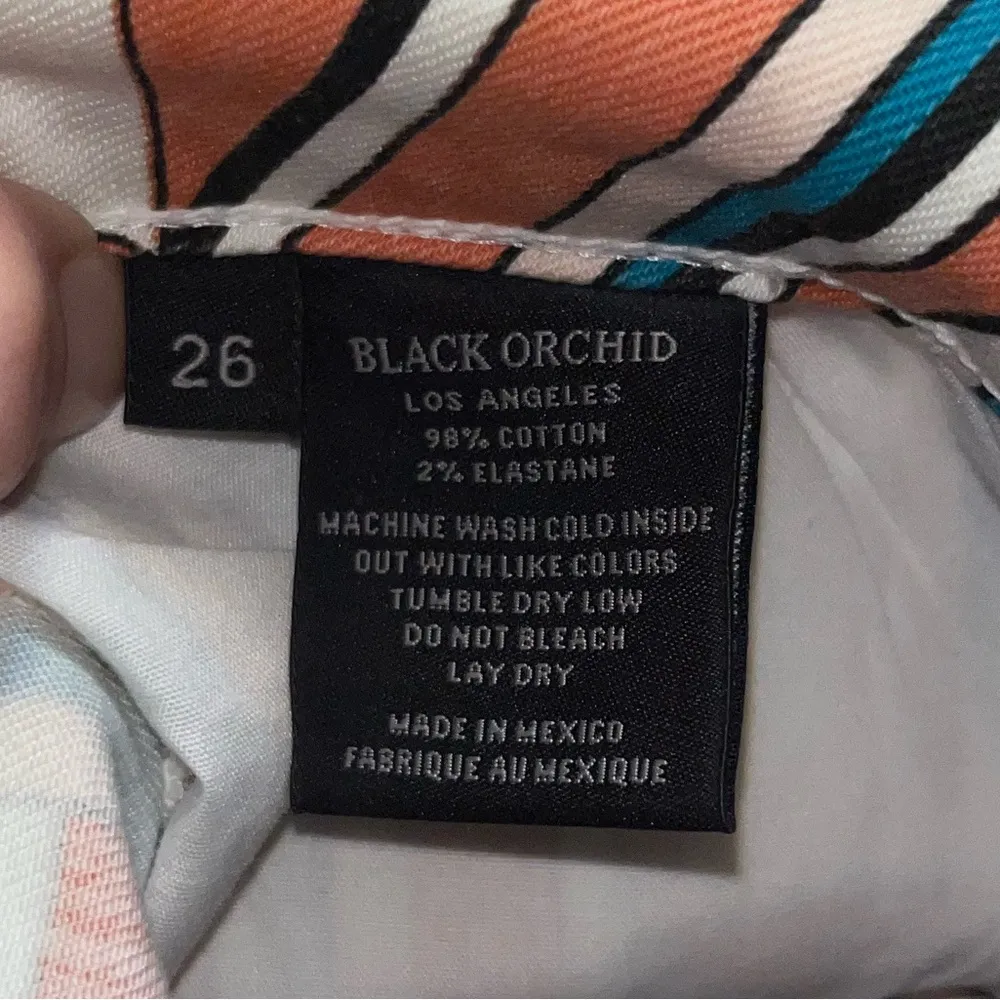 26
BLACK ORCHID
LOS ANGELES
98% COTTON
2% ELASTANE
MACHINE WASH COLD INSIDE
OUT WITH LIKE COLORS
TUMBLE DRY LOW
DO NOT BLEACH
LAY DRY
MADE IN MEXICO
FABRIQUE AU MEXIQUE